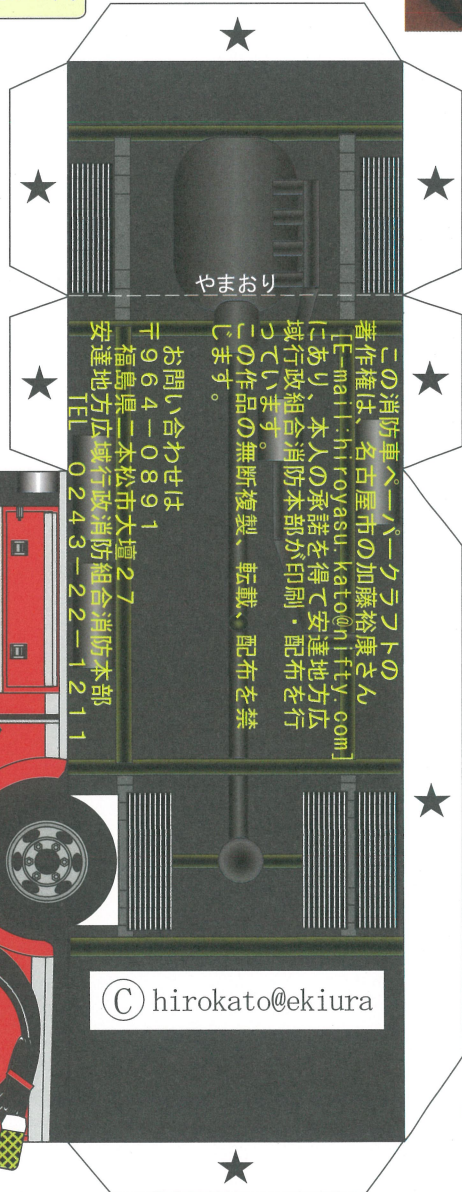 やまおり
この消防車ペーパークラフトの
著作権は、名古屋市の加藤裕康さん
[E-mail:hiroyasu.kato@nifty.com]
にあり、本人の承諾を得て安達地方広
域行政組合消防本部が印刷・配布を行
っています。
この作品の無断複製、転載、配布を禁
じます。
お問い合わせは
〒964-0891
福島県二本松市大壇27
安達地方広域行政消防組合消防本部
TEL 0243-22-1211
Ⓒhirokato@ekiura